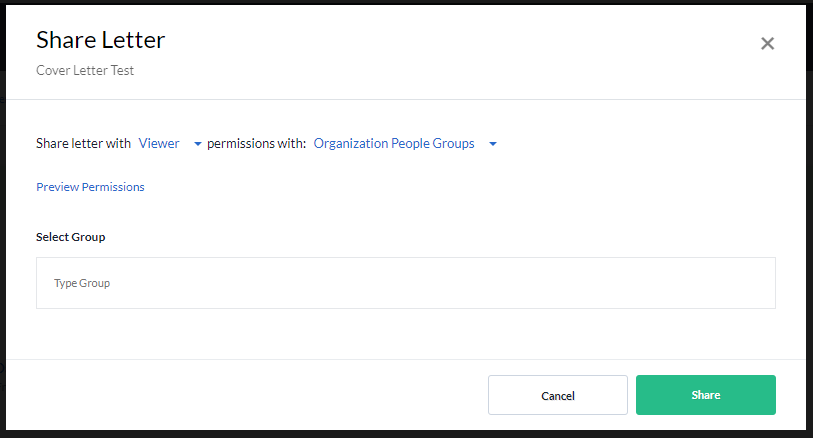 Share Letter
Cover Letter Test
Share letter with Viewer permissions with: Organization People Groups
Preview Permissions
Select Group
Type Group
Cancel
Share